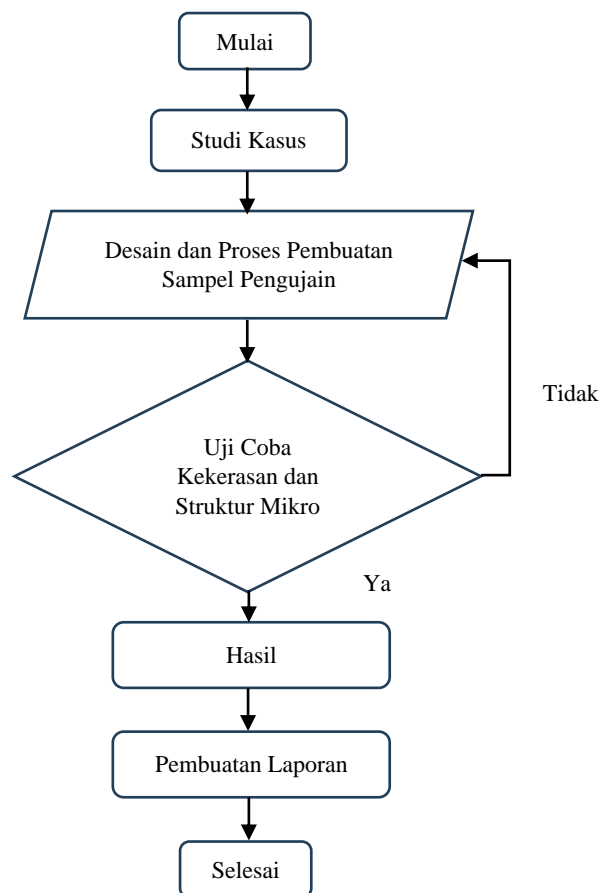 Mulai
Studi Kasus
Desain dan Proses Pembuatan
Sampel Pengujain
Tidak
Uji Coba
Kekerasan dan
Struktur Mikro
Ya
Hasil
Pembuatan Laporan
Selesai